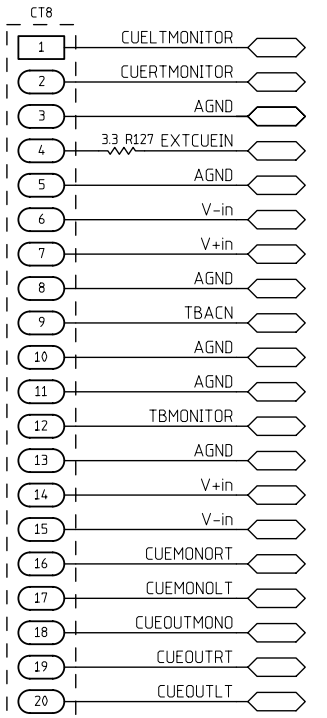 CT8
1 CUELTMONITOR
2 CUERTMONITOR
3 AGND
4 3.3 R127 EXTCUEIN
5 AGND
6 V-in
7 V+in
8 AGND
9 TBACN
10 AGND
11 AGND
12 TBMONITOR
13 AGND
14 V+in
15 V-in
16 CUEMONORT
17 CUEMONOLT
18 CUEOUTMONO
19 CUEOUTRT
20 CUEOUTLT